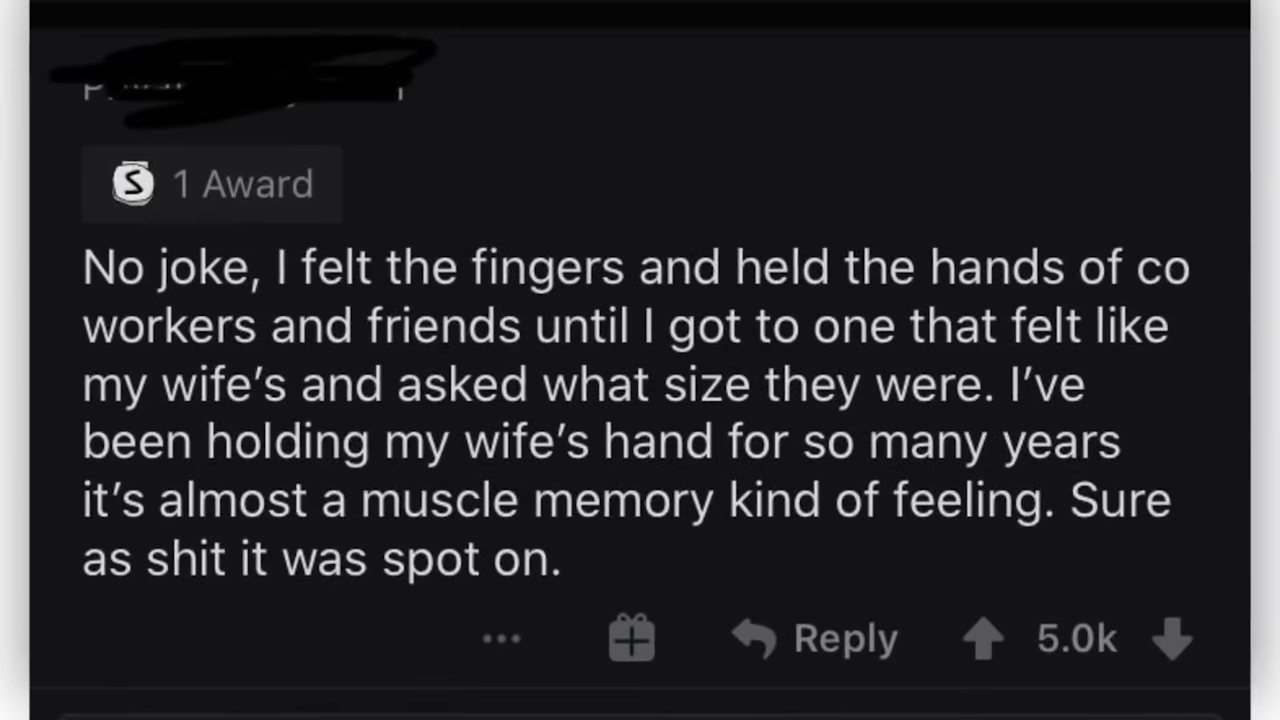 1 Award
No joke, I felt the fingers and held the hands of co
workers and friends until I got to one that felt like
my wife’s and asked what size they were. I’ve
been holding my wife’s hand for so many years
it’s almost a muscle memory kind of feeling. Sure
as shit it was spot on.
Reply 5.0k